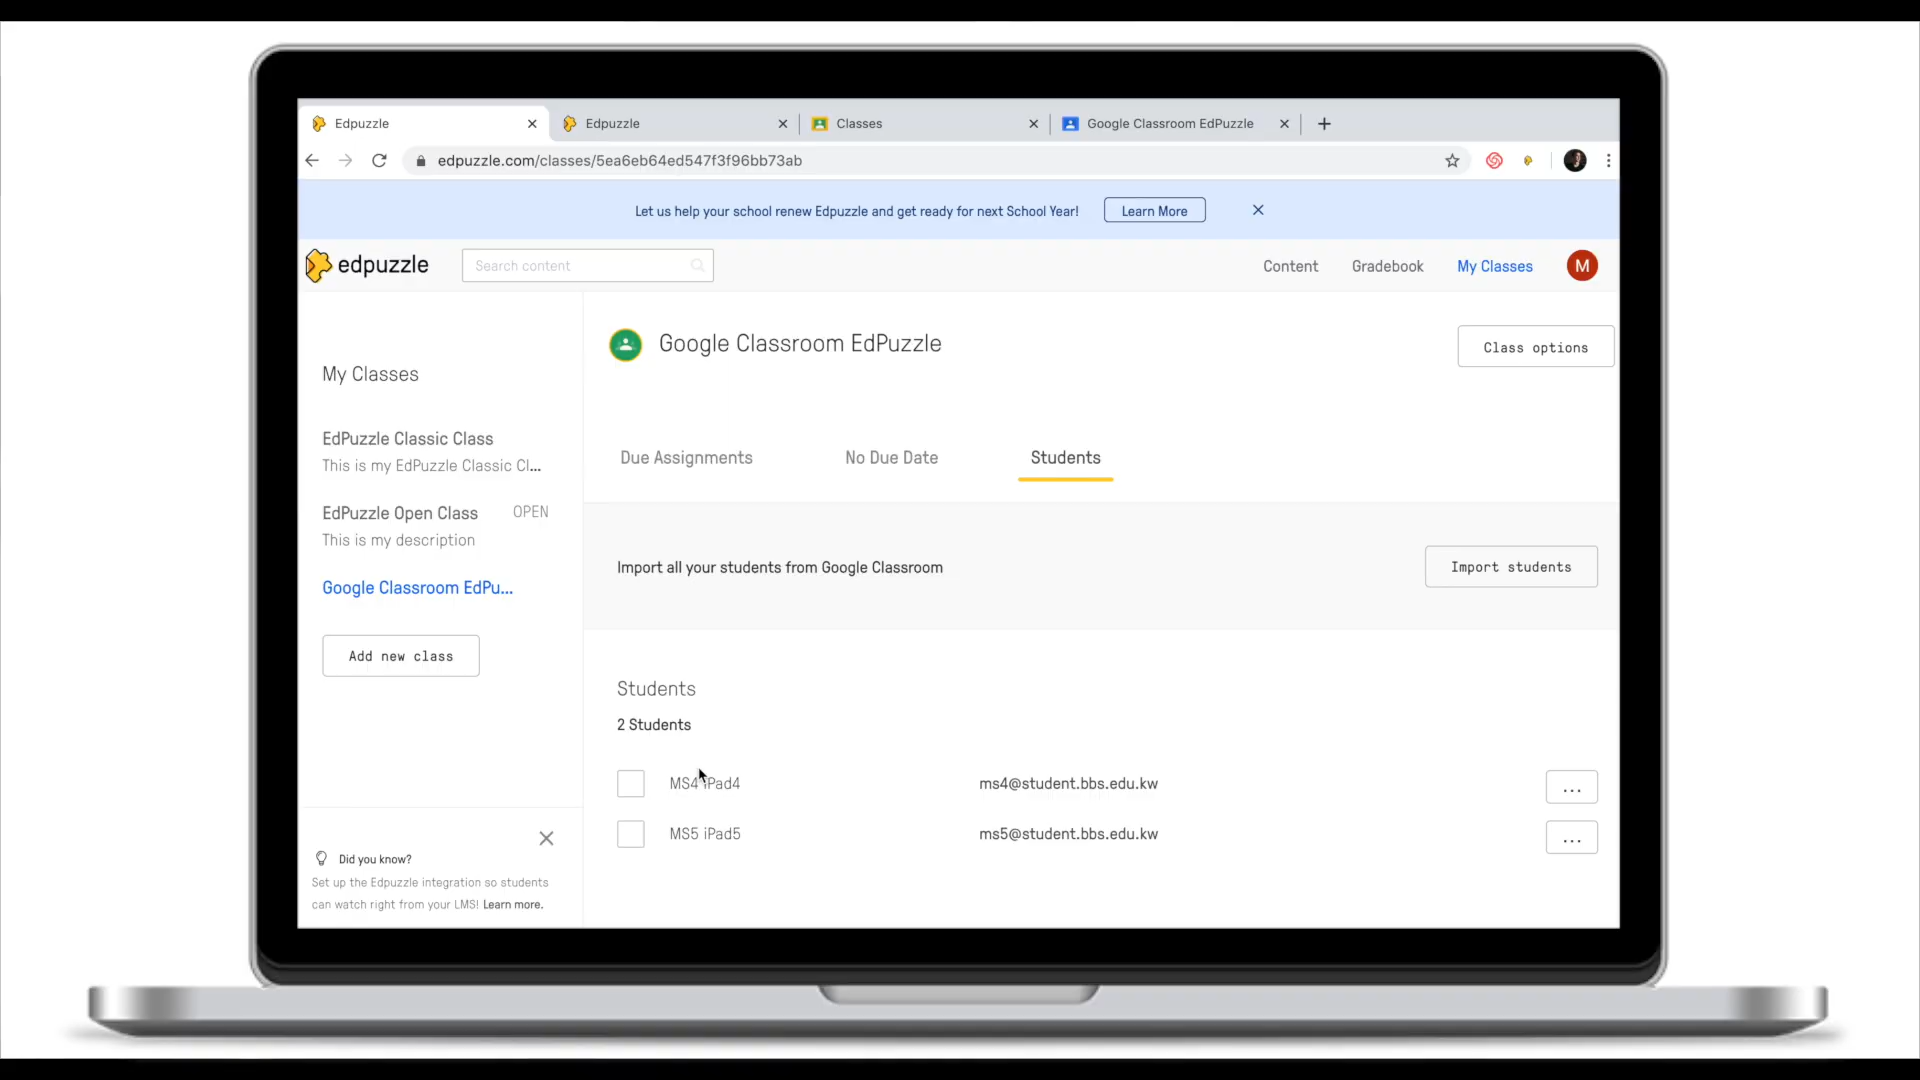 Edpuzzle
Edpuzzle
Classes
Google Classroom EdPuzzle
edpuzzle.com/classes/5ea6eb64ed547f3f96bb73ab
Let us help your school renew Edpuzzle and get ready for next School Year!
Learn More
edpuzzle
Search content
Content
Gradebook
My Classes
M
Google Classroom EdPuzzle
Class options
My Classes
EdPuzzle Classic Class
This is my EdPuzzle Classic Cl...
EdPuzzle Open Class
OPEN
This is my description
Google Classroom EdPu...
Add new class
Due Assignments
No Due Date
Students
Import all your students from Google Classroom
Import students
Students
2 Students
MS4 iPad4
ms4@student.bbs.edu.kw
...
MS5 iPad5
ms5@student.bbs.edu.kw
...
Did you know?
Set up the Edpuzzle integration so students
can watch right from your LMS! Learn more.